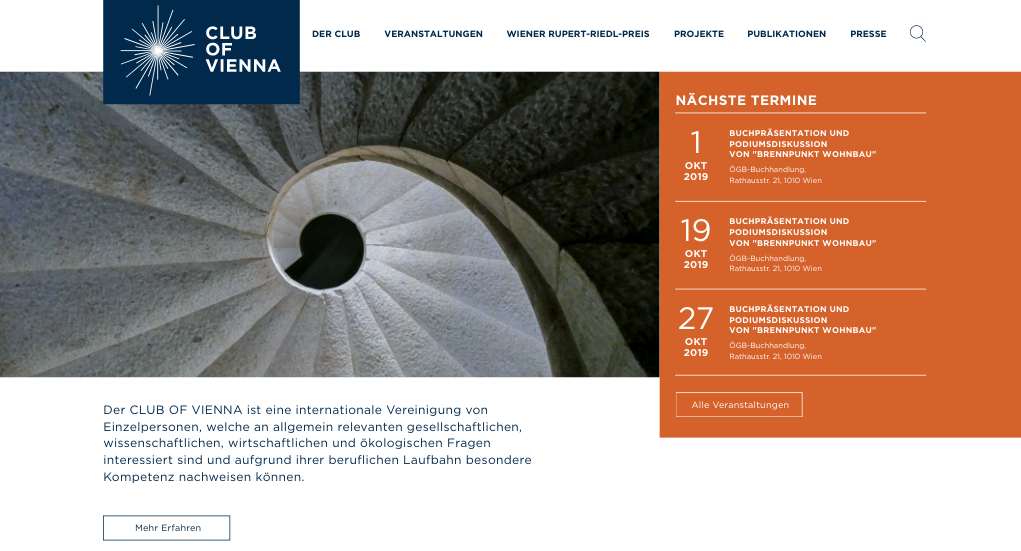 CLUB
OF
VIENNA
DER CLUB
VERANSTALTUNGEN
WIENER RUPERT-RIEDL-PREIS
PROJEKTE
PUBLIKATIONEN
PRESSE
NÄCHSTE TERMINE
1
OKT
2019
BUCHPRÄSENTATION UND
PODIUMSDISKUSSION
VON "BRENNPUNKT WOHNBAU"
ÖGB-Buchhandlung,
Rathausstr. 21, 1010 Wien
19
OKT
2019
BUCHPRÄSENTATION UND
PODIUMSDISKUSSION
VON "BRENNPUNKT WOHNBAU"
ÖGB-Buchhandlung,
Rathausstr. 21, 1010 Wien
27
OKT
2019
BUCHPRÄSENTATION UND
PODIUMSDISKUSSION
VON "BRENNPUNKT WOHNBAU"
ÖGB-Buchhandlung,
Rathausstr. 21, 1010 Wien
Alle Veranstaltungen
Der CLUB OF VIENNA ist eine internationale Vereinigung von
Einzelpersonen, welche an allgemein relevanten gesellschaftlichen,
wissenschaftlichen, wirtschaftlichen und ökologischen Fragen
interessiert sind und aufgrund ihrer beruflichen Laufbahn besondere
Kompetenz nachweisen können.
Mehr Erfahren